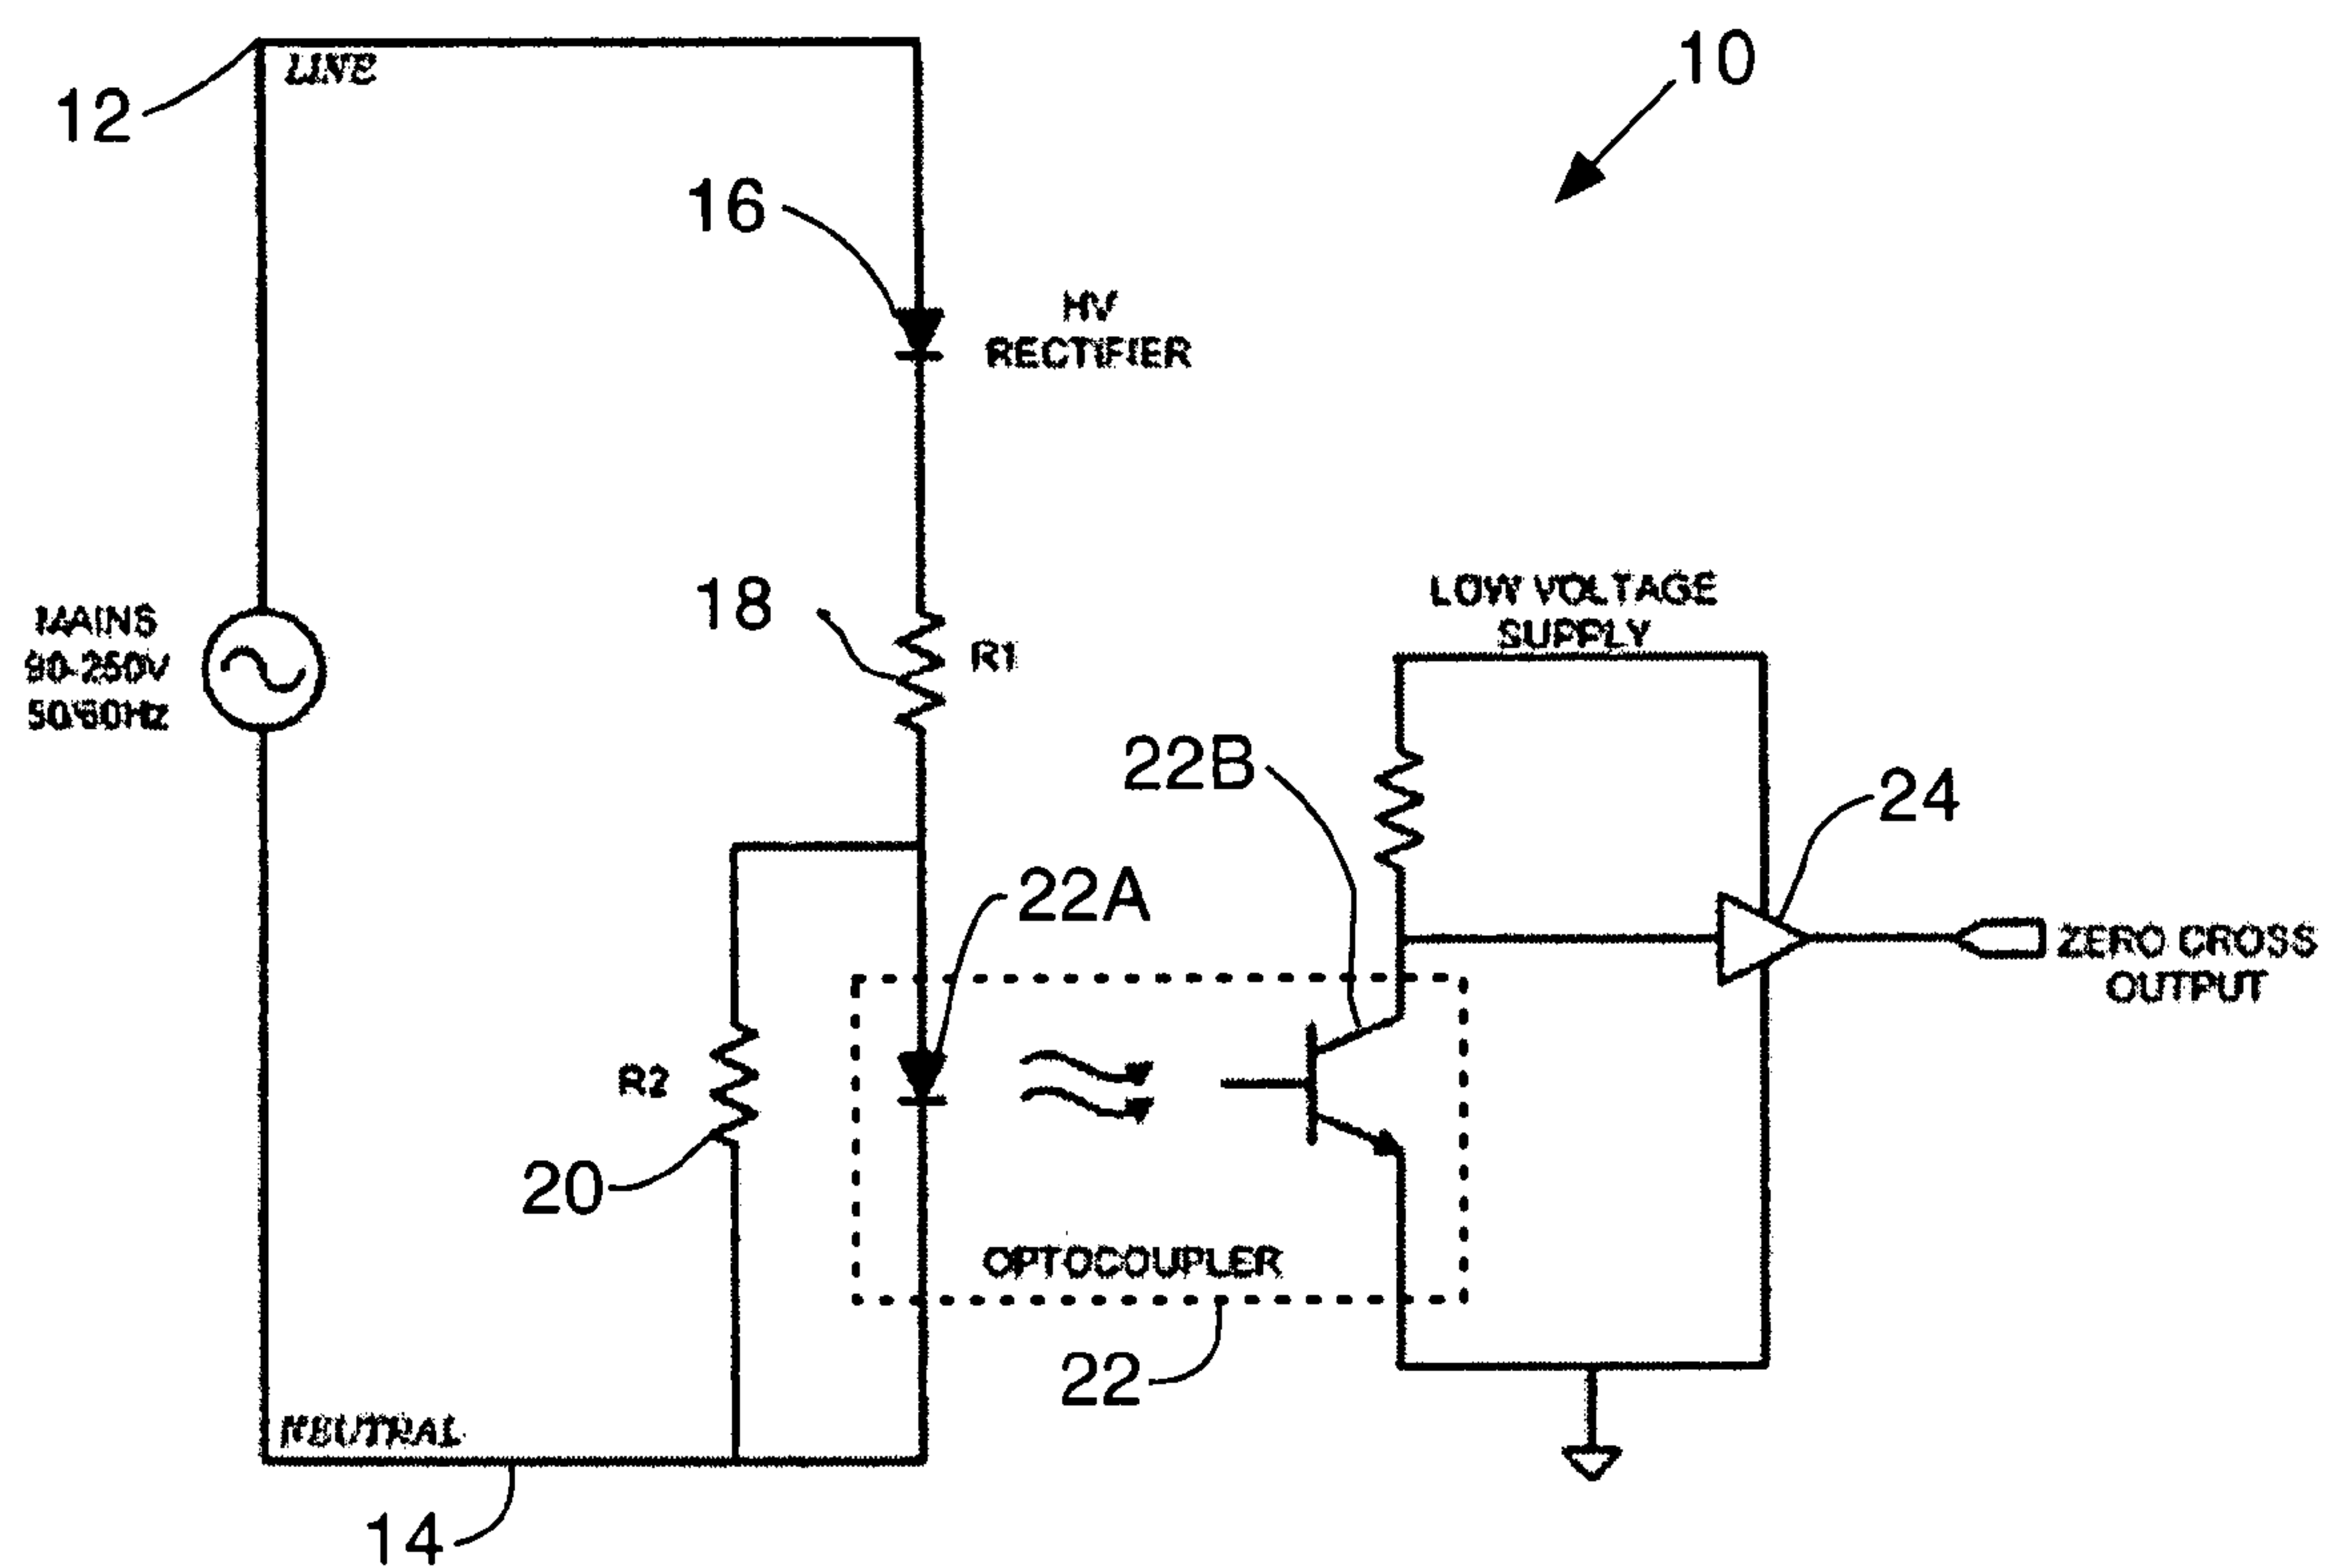 10
LINE
12
16
HV
RECTIFIER
18
R1
MAINS
90-250V
50/60Hz
LOW VOLTAGE
SUPPLY
22B
24
22A
ZERO CROSS
OUTPUT
R2
20
OPTOCOUPLER
22
NEUTRAL
14